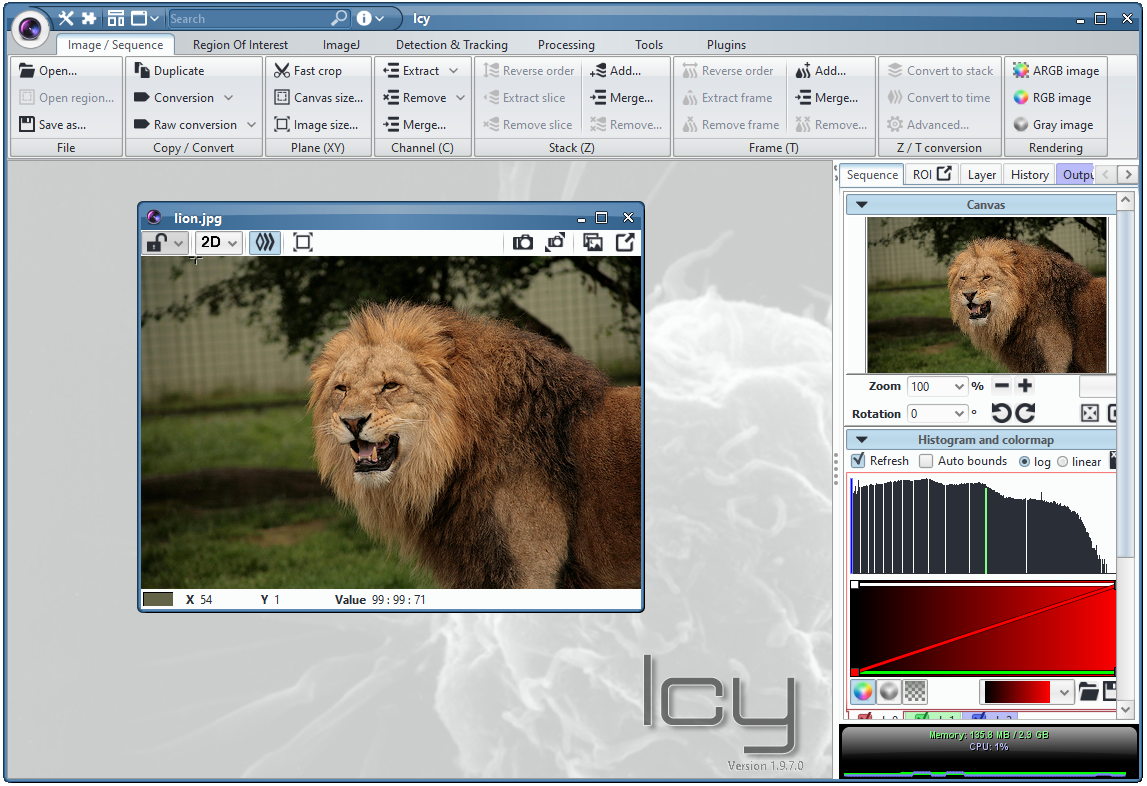 Search
Icy
Image / Sequence Region Of Interest ImageJ Detection & Tracking Processing Tools Plugins
Open... Duplicate Fast crop Extract Reverse order Add... Reverse order Add... Convert to stack ARGB image
Open region... Conversion Canvas size... Remove Extract slice Merge... Extract frame Merge... Convert to time RGB image
Save as... Raw conversion Image size... Merge... Remove slice Remove... Remove frame Remove... Advanced... Gray image
File Copy / Convert Plane (XY) Channel (C) Stack (Z) Frame (T) Z / T conversion Rendering
Sequence ROI Layer History Outpu
Canvas
lion.jpg
2D
Zoom 100 %
Rotation 0 °
Histogram and colormap
Refresh Auto bounds log linear
X 54 Y 1 Value 99 : 99 : 71
Icy
Version 1.9.7.0
Memory: 135.8 MB / 2.9 GB
CPU: 1%